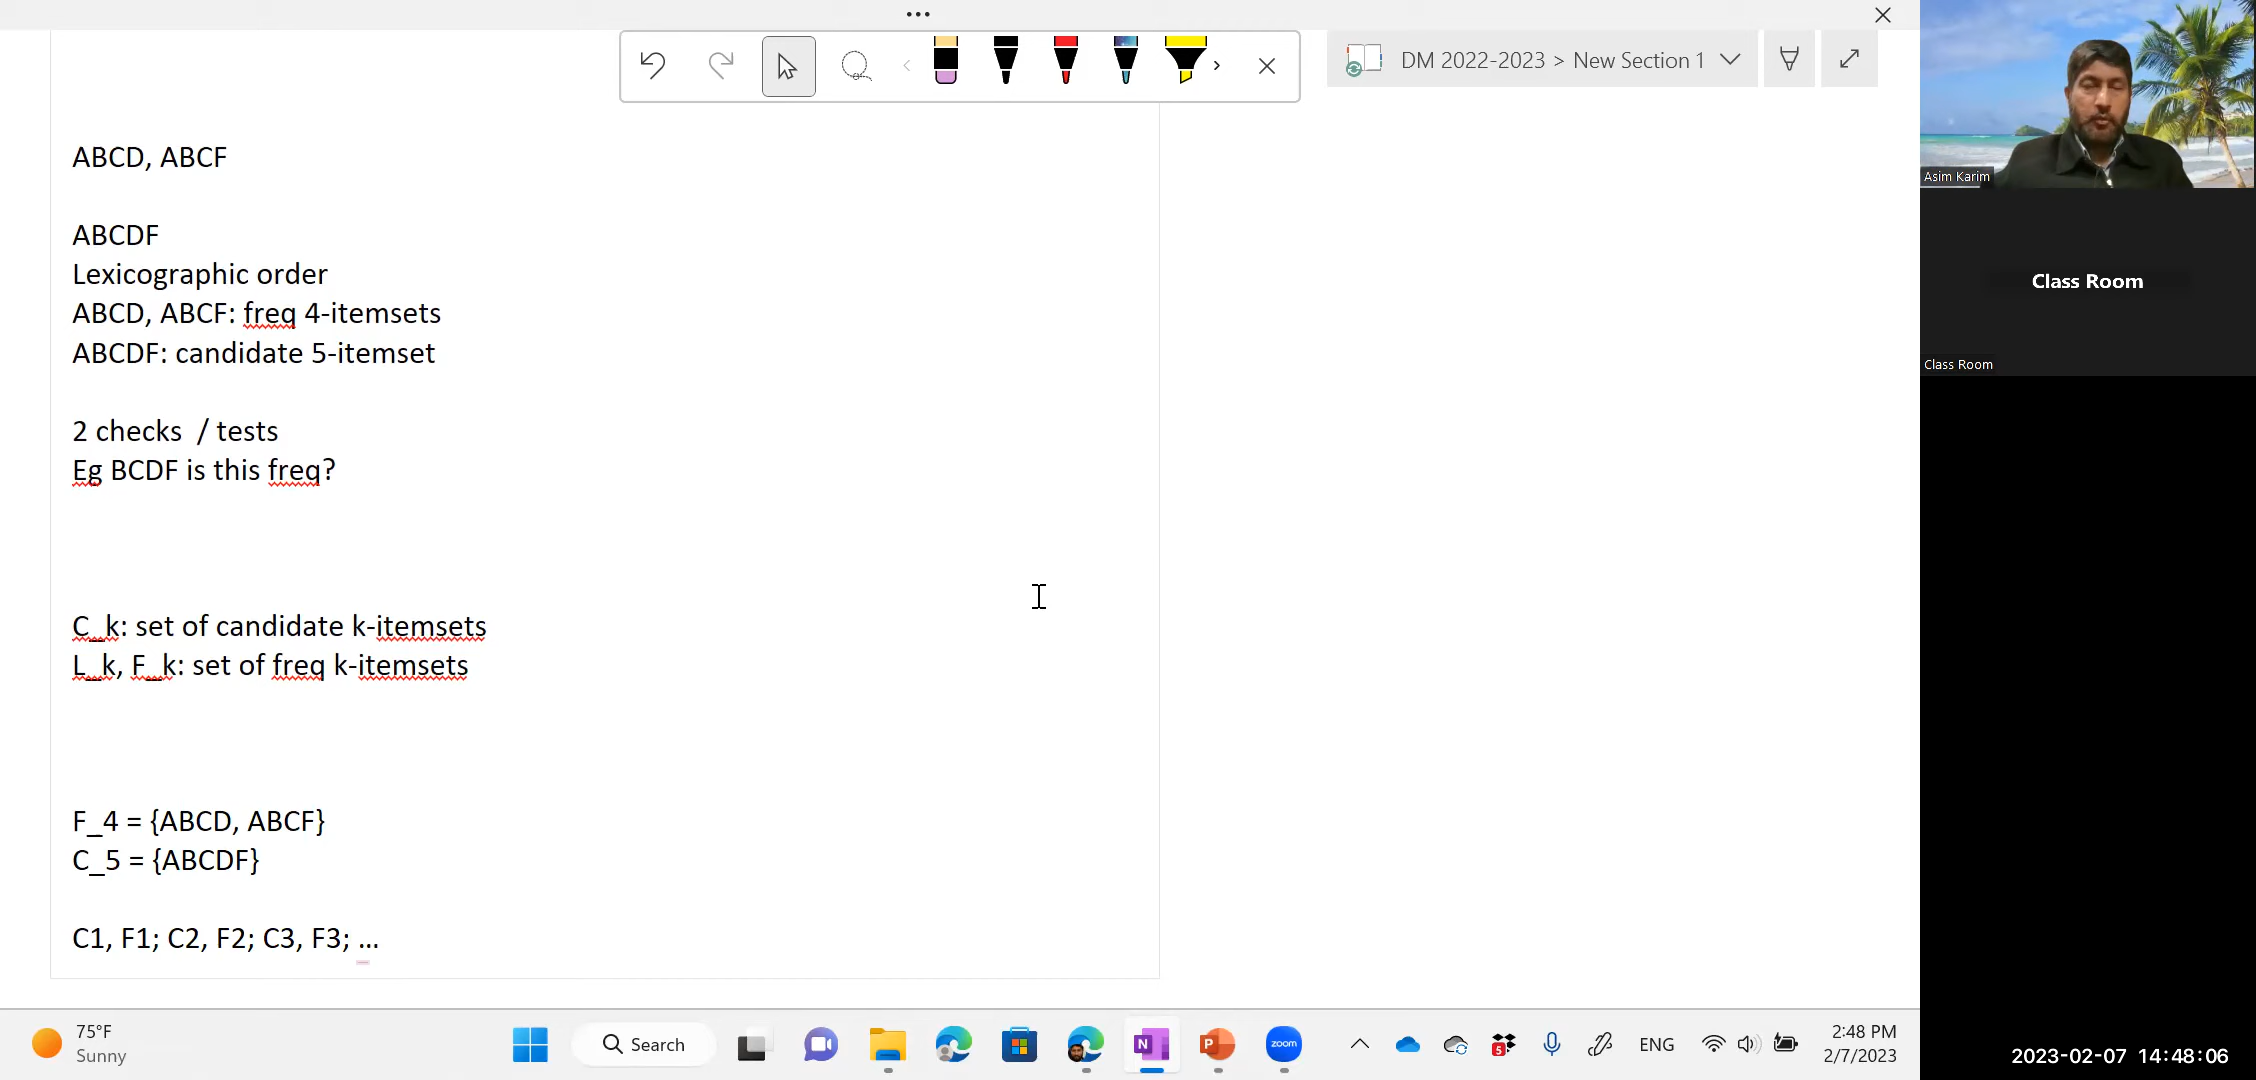 DM 2022-2023 > New Section 1
ABCD, ABCF
ABCDF
Lexicographic order
ABCD, ABCF: freq 4-itemsets
ABCDF: candidate 5-itemset
2 checks / tests
Eg BCDF is this freq?
C_k: set of candidate k-itemsets
L_k, F_k: set of freq k-itemsets
F_4 = {ABCD, ABCF}
C_5 = {ABCDF}
C1, F1; C2, F2; C3, F3; ...
Asim Karim
Class Room
Class Room
75°F
Sunny
Search
N
P
zoom
5
ENG
2:48 PM
2/7/2023
2023-02-07 14:48:06